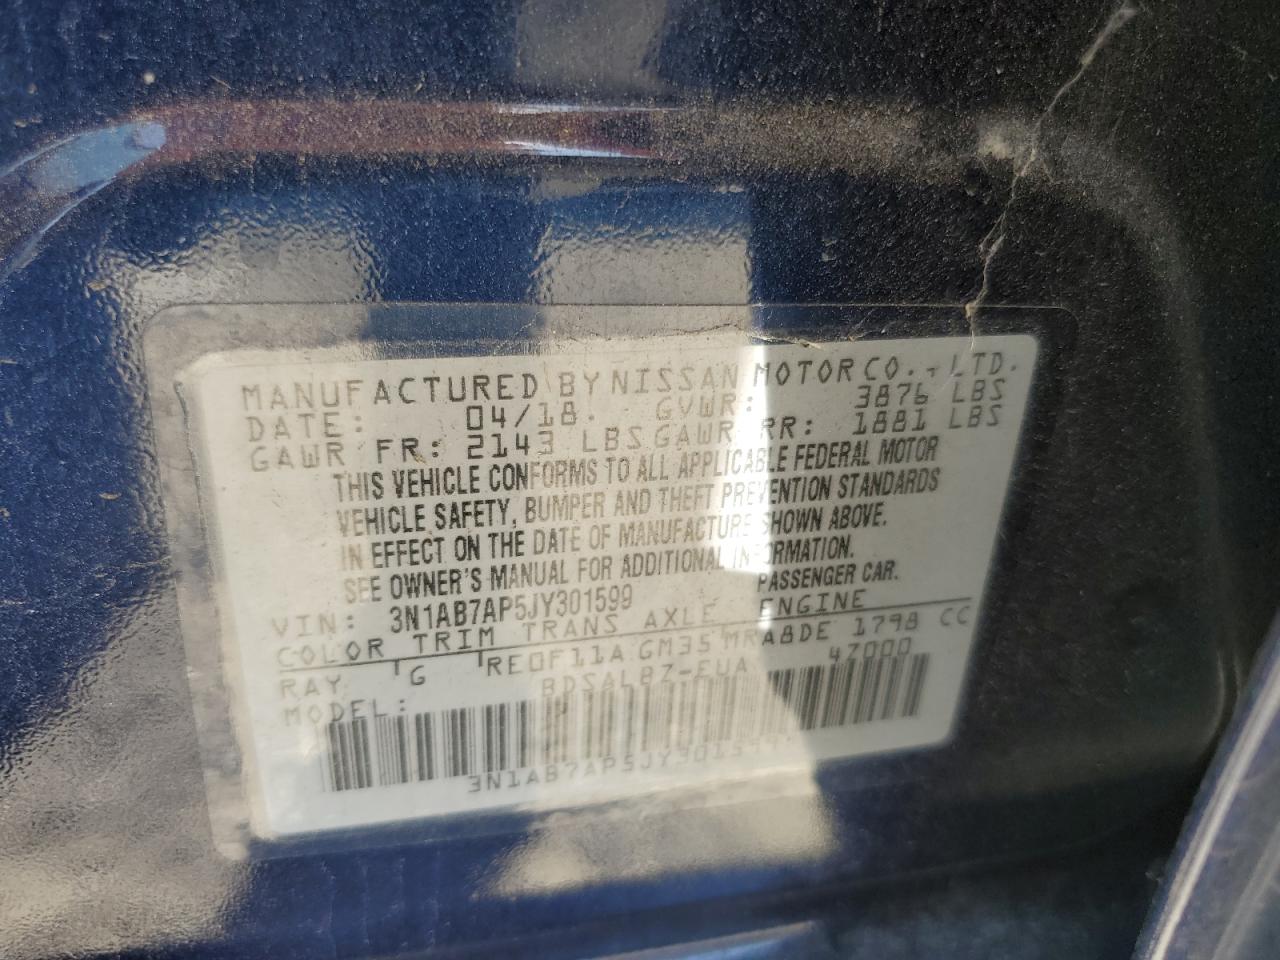 MANUFACTURED BY NISSAN MOTOR CO., LTD.
DATE: 04/18. GVWR: 3876 LBS
GAWR FR: 2143 LBS GAWR RR: 1881 LBS
THIS VEHICLE CONFORMS TO ALL APPLICABLE FEDERAL MOTOR
VEHICLE SAFETY, BUMPER AND THEFT PREVENTION STANDARDS
IN EFFECT ON THE DATE OF MANUFACTURE SHOWN ABOVE.
SEE OWNER'S MANUAL FOR ADDITIONAL INFORMATION.
VIN: 3N1AB7AP5JY301599 PASSENGER CAR.
COLOR TRIM TRANS AXLE ENGINE
RAY G RE0F11A GM35 MRA8DE 1798 CC
MODEL: BDSALBZ-EUA 47000
3N1AB7AP5JY301599